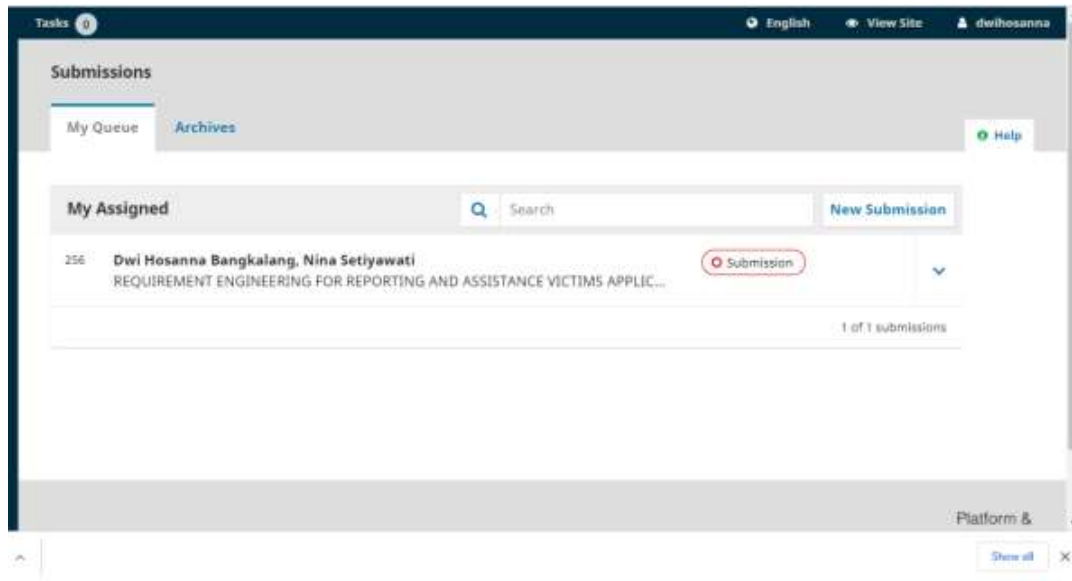 Tasks 0 English View Site dwihosanna
Submissions
My Queue Archives
Help
My Assigned Search New Submission
256 Dwi Hosanna Bangkalang, Nina Setiyawati Submission
REQUIREMENT ENGINEERING FOR REPORTING AND ASSISTANCE VICTIMS APPLIC...
1 of 1 submissions
Platform &
Show all